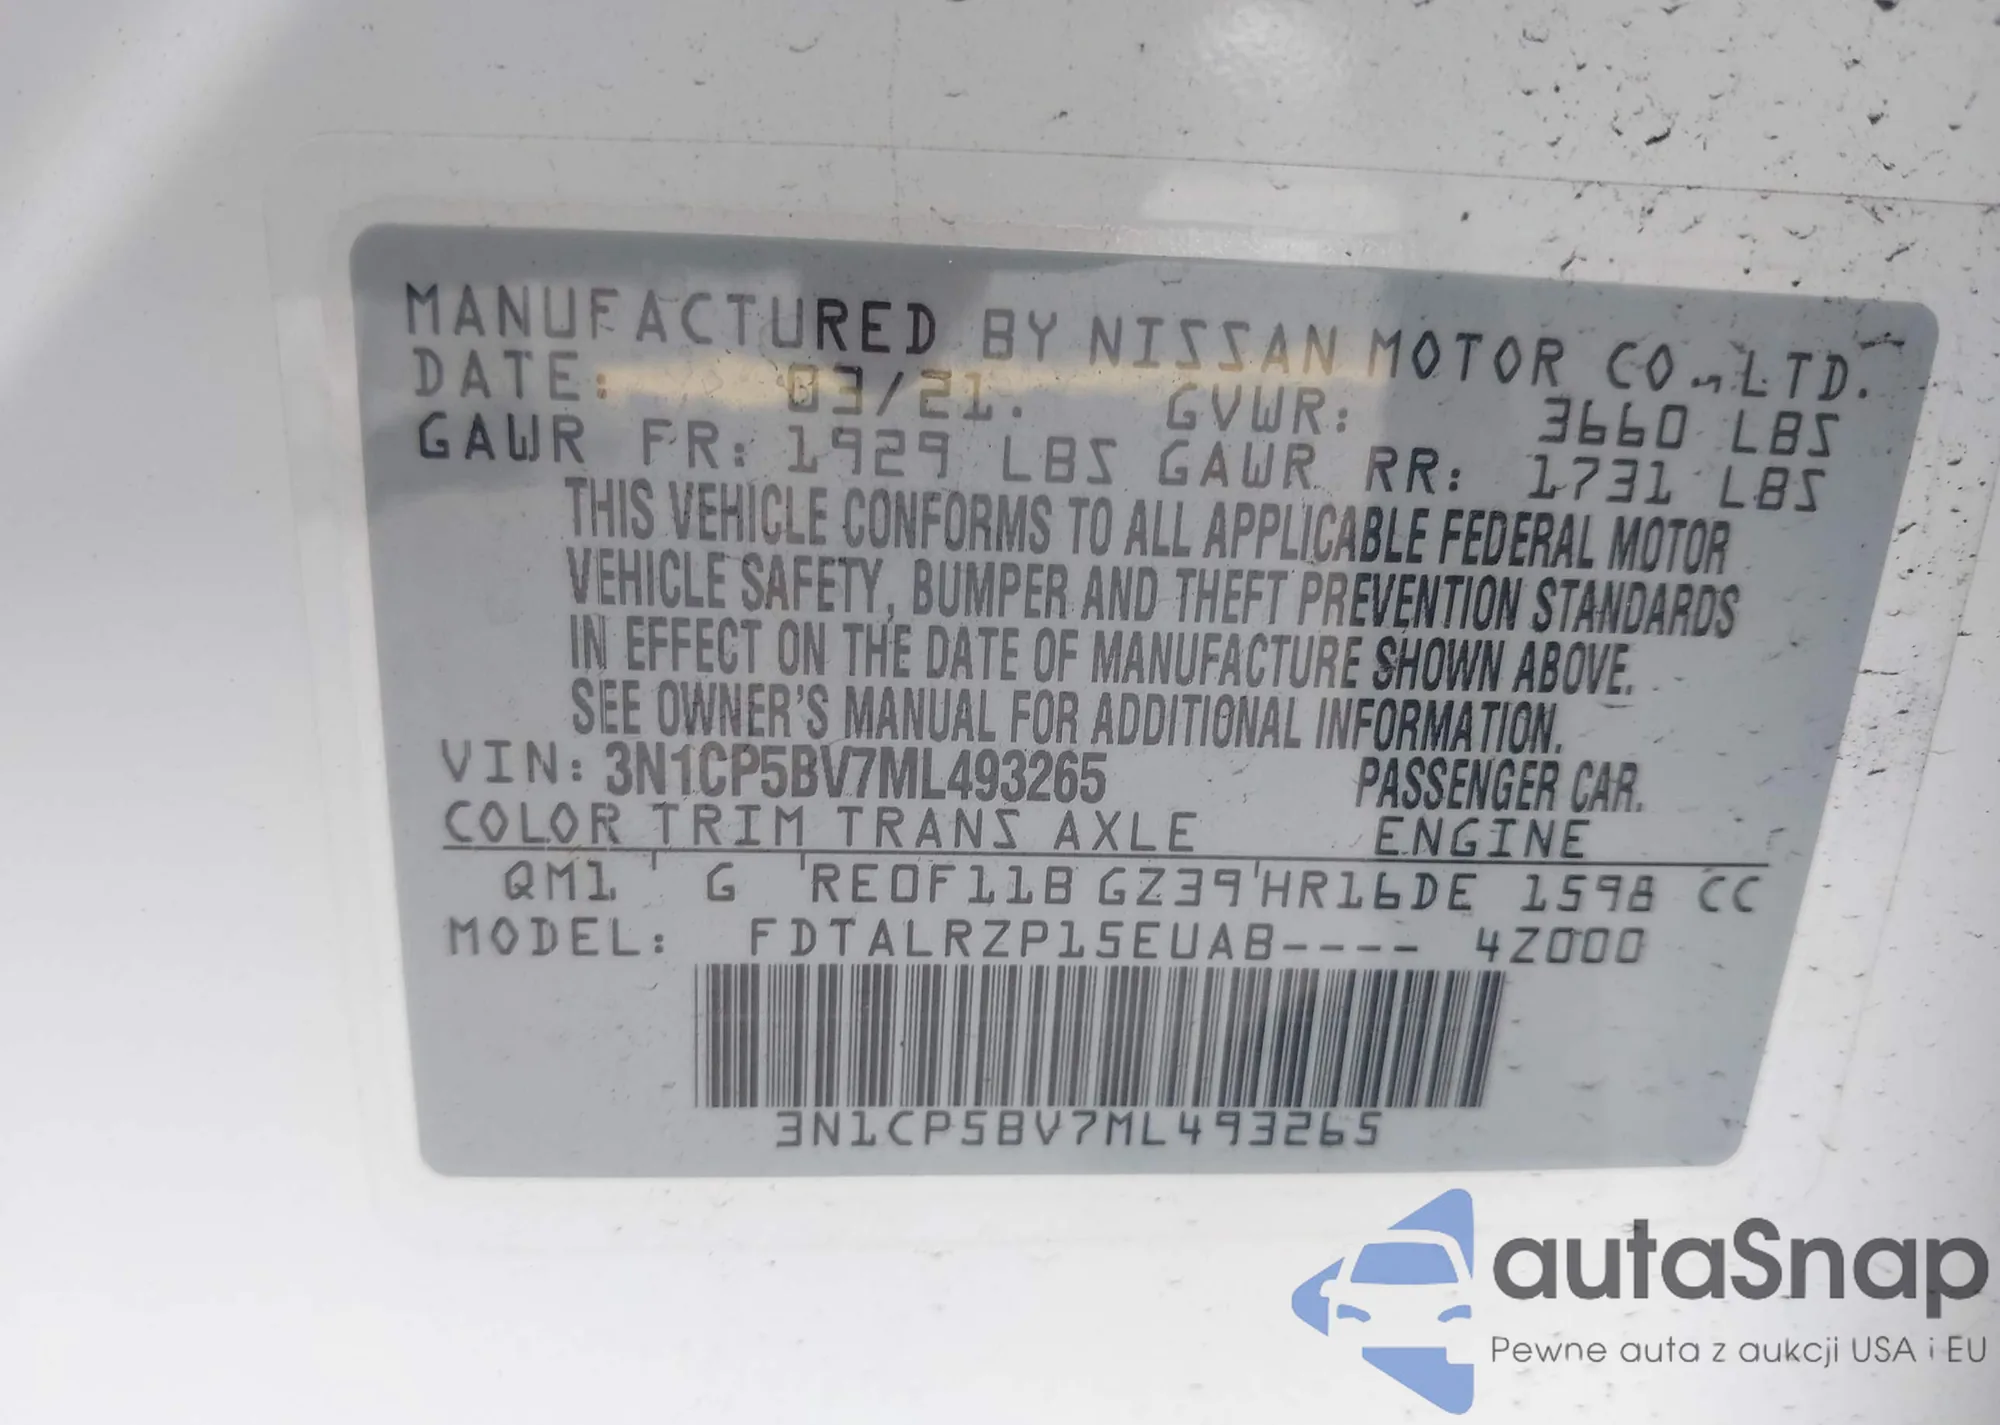 MANUFACTURED BY NISSAN MOTOR CO.,LTD.
DATE: 03/21. GVWR: 3660 LBS
GAWR FR: 1929 LBS GAWR RR: 1731 LBS
THIS VEHICLE CONFORMS TO ALL APPLICABLE FEDERAL MOTOR
VEHICLE SAFETY, BUMPER AND THEFT PREVENTION STANDARDS
IN EFFECT ON THE DATE OF MANUFACTURE SHOWN ABOVE.
SEE OWNER'S MANUAL FOR ADDITIONAL INFORMATION.
VIN: 3N1CP5BV7ML493265 PASSENGER CAR.
COLOR TRIM TRANS AXLE ENGINE
QM1 G RE0F11B GZ39 HR16DE 1598 CC
MODEL: FDTALRZP15EUAB---- 4Z000
3N1CP5BV7ML493265
autaSnap
Pewne auta z aukcji USA i EU